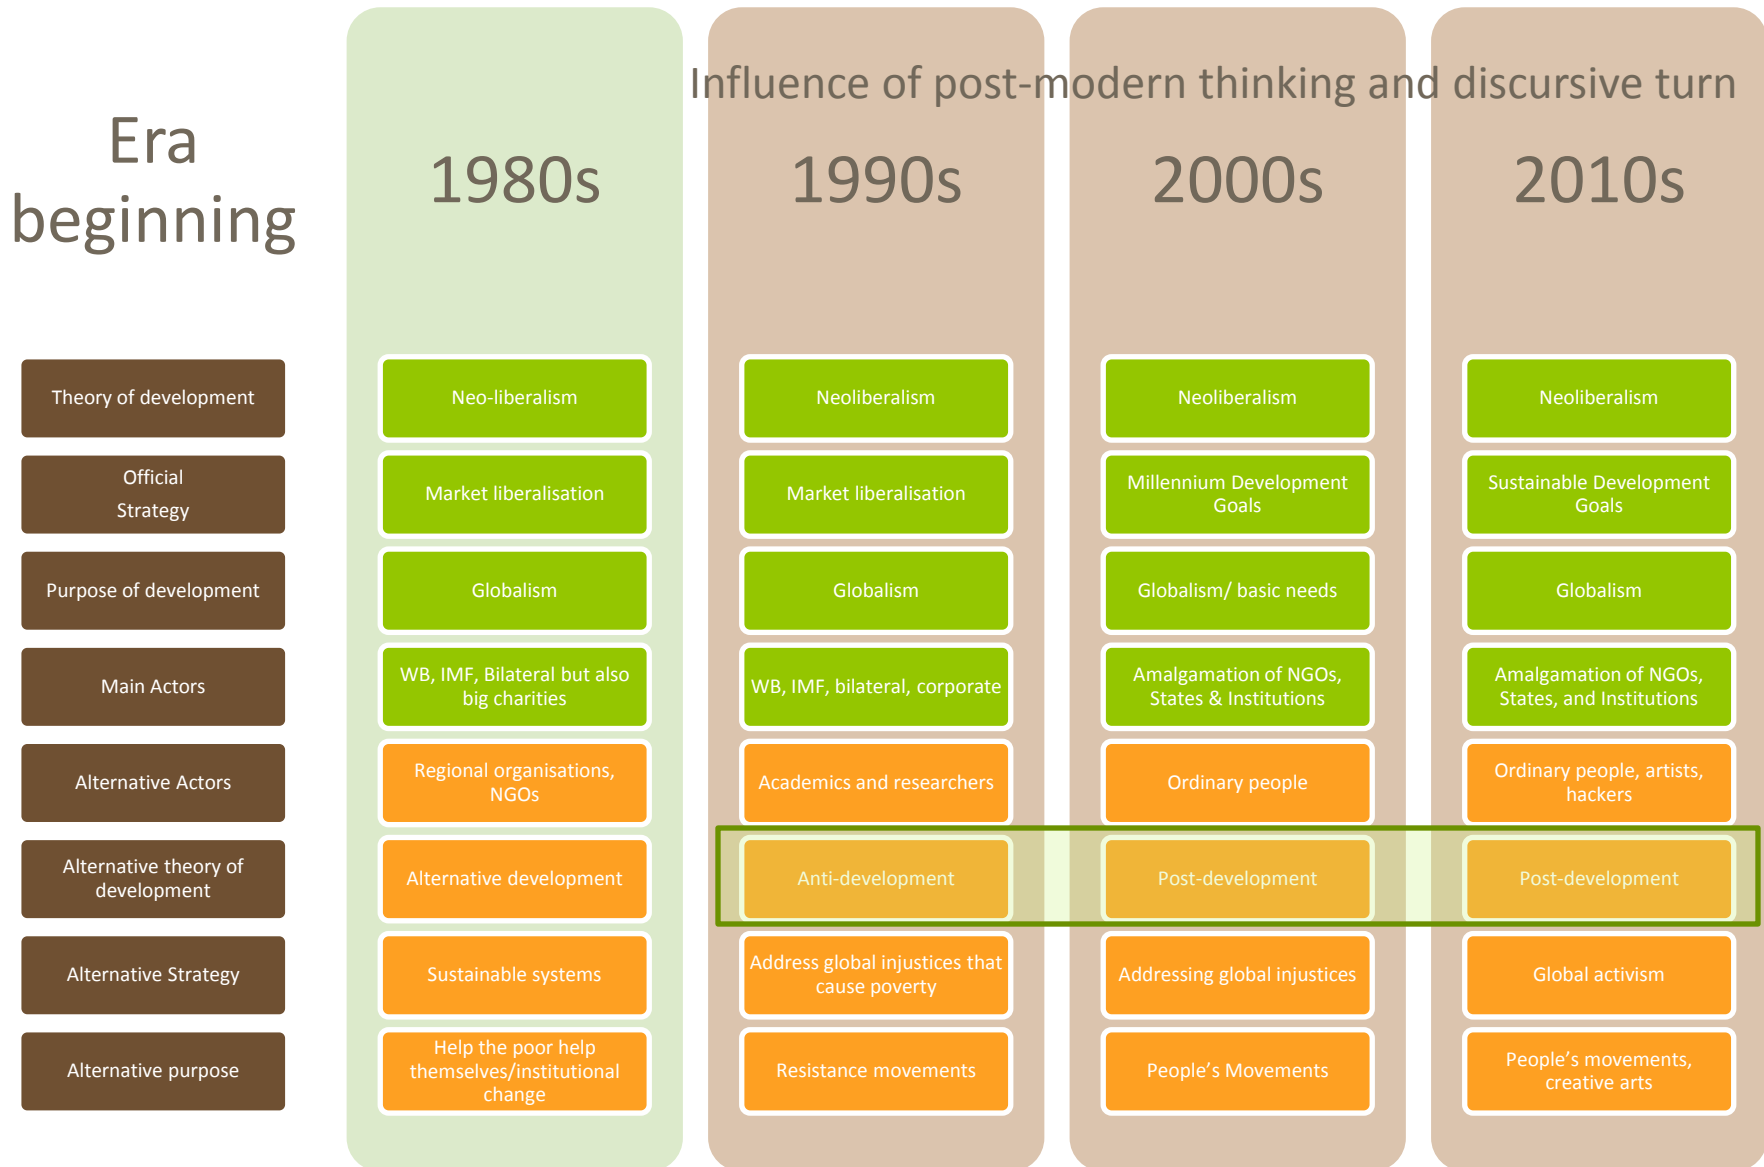 Influence of post-modern thinking and discursive turn
Era
beginning
1980s
1990s
2000s
2010s
Theory of development
Neo-liberalism
Neoliberalism
Neoliberalism
Neoliberalism
Official
Strategy
Market liberalisation
Market liberalisation
Millennium Development
Goals
Sustainable Development
Goals
Purpose of development
Globalism
Globalism
Globalism/ basic needs
Globalism
Main Actors
WB, IMF, Bilateral but also
big charities
WB, IMF, bilateral, corporate
Amalgamation of NGOs,
States & Institutions
Amalgamation of NGOs,
States, and Institutions
Alternative Actors
Regional organisations,
NGOs
Academics and researchers
Ordinary people
Ordinary people, artists,
hackers
Alternative theory of
development
Alternative development
Anti-development
Post-development
Post-development
Alternative Strategy
Sustainable systems
Address global injustices that
cause poverty
Addressing global injustices
Global activism
Alternative purpose
Help the poor help
themselves/institutional
change
Resistance movements
People’s Movements
People’s movements,
creative arts